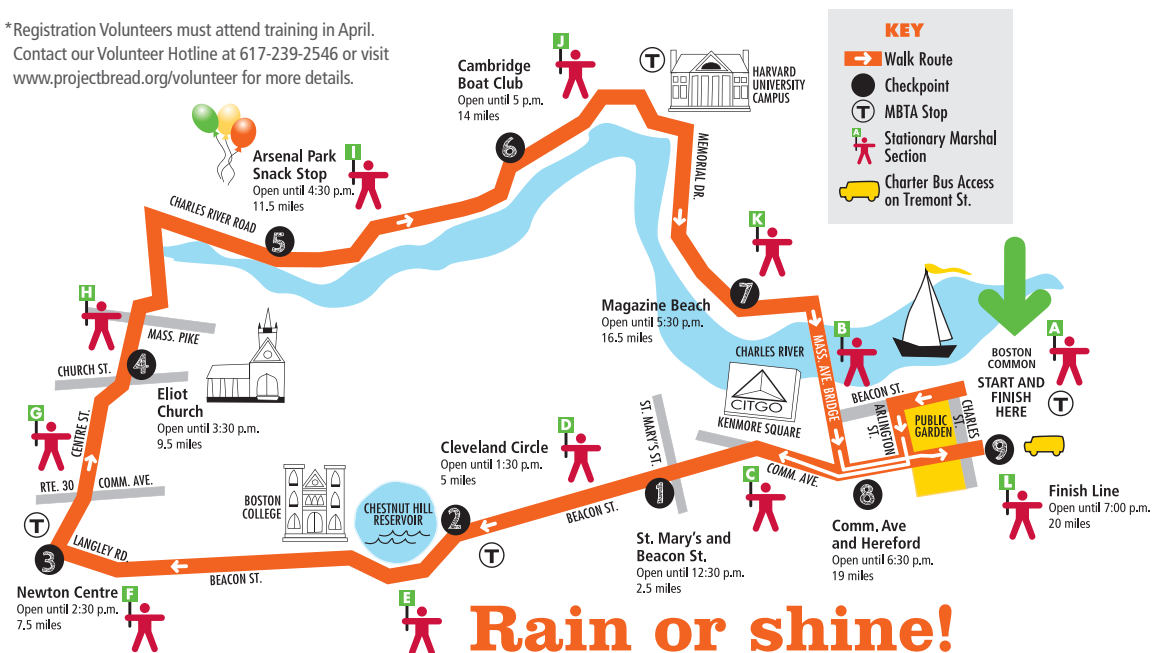 *Registration Volunteers must attend training in April.
Contact our Volunteer Hotline at 617-239-2546 or visit
www.projectbread.org/volunteer for more details.
KEY
Walk Route
Checkpoint
T
MBTA Stop
A
Stationary Marshal
Section
Charter Bus Access
on Tremont St.
J
Cambridge
Boat Club
Open until 5 p.m.
14 miles
6
T
HARVARD
UNIVERSITY
CAMPUS
MEMORIAL DR.
I
Arsenal Park
Snack Stop
Open until 4:30 p.m.
11.5 miles
CHARLES RIVER ROAD
5
K
7
Magazine Beach
Open until 5:30 p.m.
16.5 miles
H
MASS. PIKE
CHURCH ST.
4
Eliot
Church
Open until 3:30 p.m.
9.5 miles
G
CENTRE ST.
RTE. 30
COMM. AVE.
CHARLES RIVER
MASS. AVE. BRIDGE
B
CITGO
KENMORE SQUARE
BOSTON
COMMON
START AND
FINISH
HERE
A
T
BEACON ST.
ARLINGTON
ST.
PUBLIC
GARDEN
CHARLES
ST.
9
L
Finish Line
Open until 7:00 p.m.
20 miles
COMM. AVE.
8
Comm. Ave
and Hereford
Open until 6:30 p.m.
19 miles
C
ST. MARY'S ST.
1
St. Mary's and
Beacon St.
Open until 12:30 p.m.
2.5 miles
D
Cleveland Circle
Open until 1:30 p.m.
5 miles
BEACON ST.
2
T
CHESTNUT HILL
RESERVOIR
BOSTON
COLLEGE
E
BEACON ST.
LANGLEY RD.
T
3
Newton Centre
Open until 2:30 p.m.
7.5 miles
F
Rain or shine!